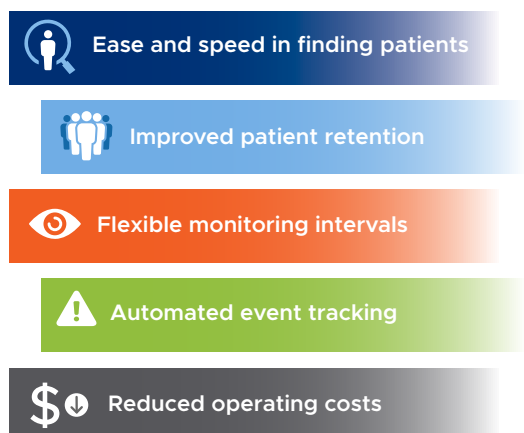 Ease and speed in finding patients
Improved patient retention
Flexible monitoring intervals
Automated event tracking
$ Reduced operating costs